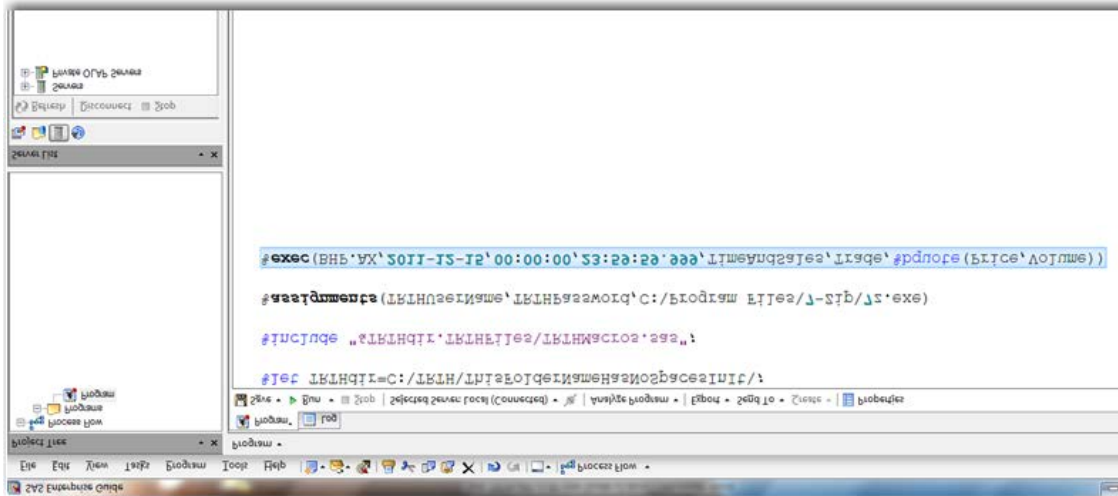 SAS Enterprise Guide
File Edit View Tasks Program Tools Help Process Flow
Project Tree
Program
Process Flow
Programs
Program
Program* Log
Save Run Stop Selected Server: Local (Connected) Analyze Program Export Send To Create Properties
%let TRTHdir=C:/TRTH/ThisFolderNameHasNoSpacesInIt/;
%include "&TRTHdir.TRTHFiles/TRTHMacros.sas";
%assignments(TRTHUserName,TRTHPassword,C:/Program Files/7-Zip/7z.exe)
%exec(BHP.AX,2011-12-15,00:00:00,23:59:59.999,TimeAndSales,Trade,%bquote(Price,Volume))
Server List
Refresh Disconnect Stop
Servers
Private OLAP Servers